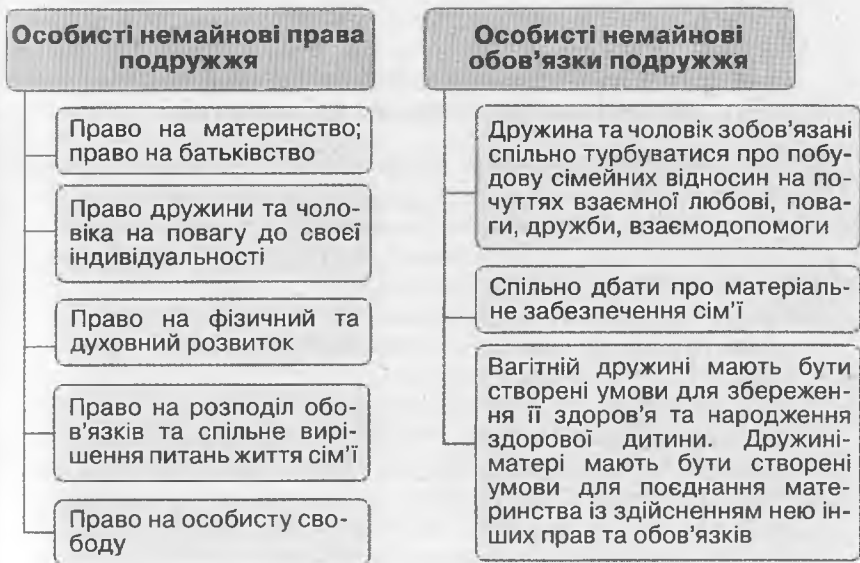 Особисті немайнові права
подружжя
Право на материнство;
право на батьківство
Право дружини та чоло-
віка на повагу до своєї
індивідуальності
Право на фізичний та
духовний розвиток
Право на розподіл обо-
в'язків та спільне вирі-
шення питань життя сім'ї
Право на особисту сво-
боду
Особисті немайнові
обов'язки подружжя
Дружина та чоловік зобов'язані
спільно турбуватися про побу-
дову сімейних відносин на по-
чуттях взаємної любові, пова-
ги, дружби, взаємодопомоги
Спільно дбати про матеріаль-
не забезпечення сім'ї
Вагітній дружині мають бути
створені умови для збережен-
ня її здоров'я та народження
здорової дитини. Дружині-
матері мають бути створені
умови для поєднання мате-
ринства із здійсненням нею ін-
ших прав та обов'язків